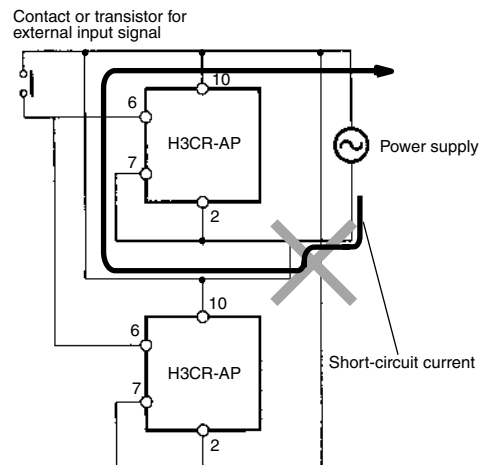 Contact or transistor for
external input signal
10
6
H3CR-AP
Power supply
7
2
10
6
H3CR-AP
Short-circuit current
7
2